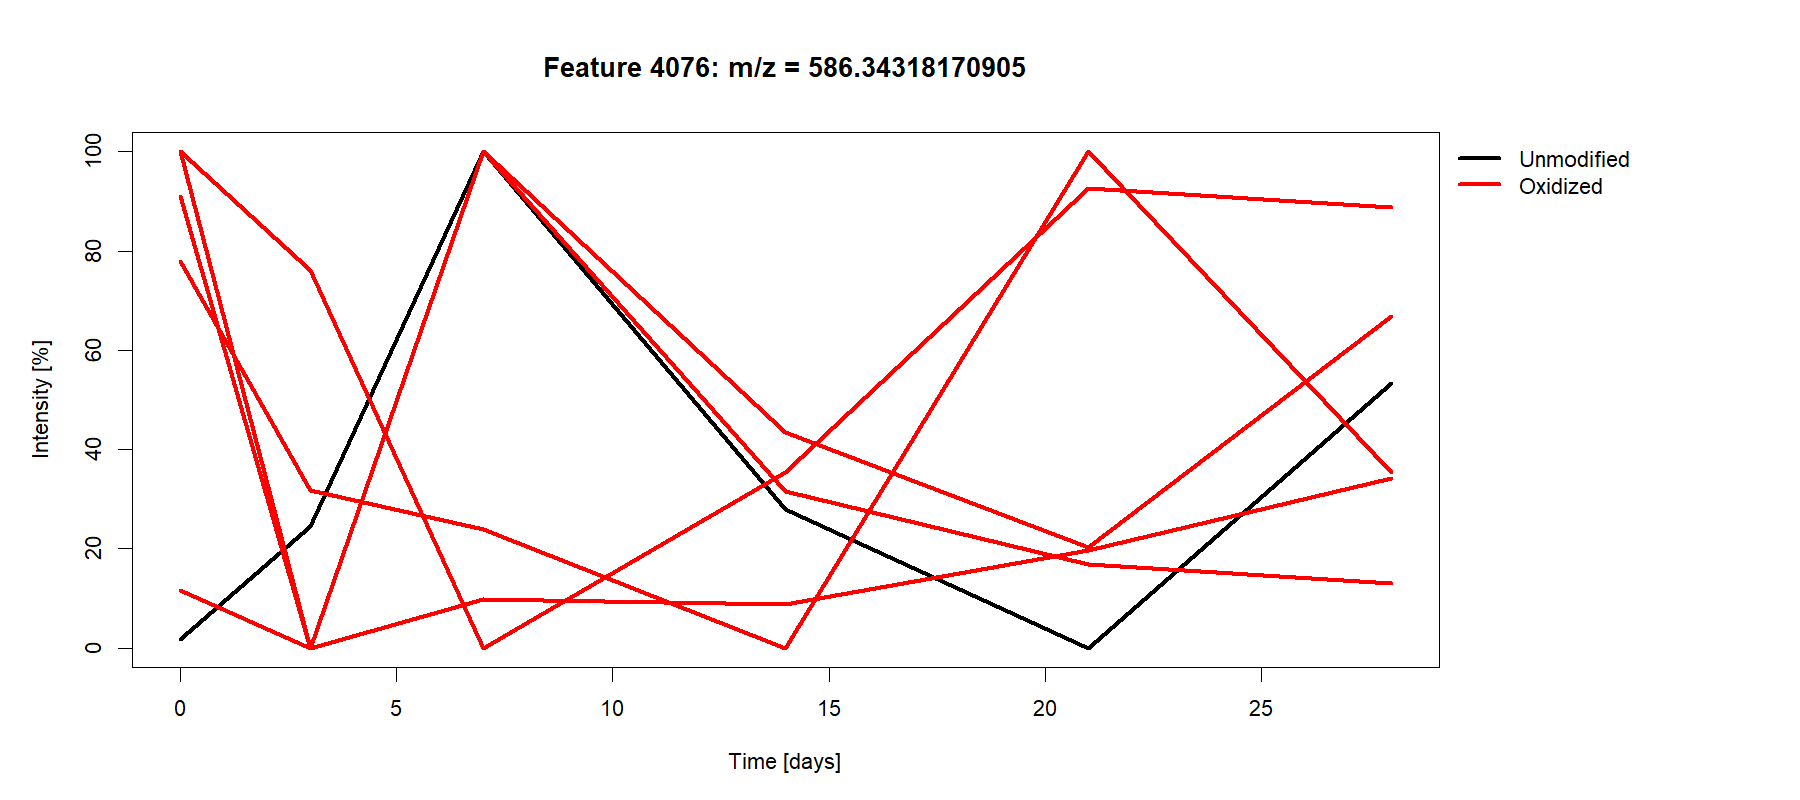 Feature 4076: m/z = 586.34318170905
Unmodified
Oxidized
Intensity [%]
100
80
60
40
20
0
0 5 10 15 20 25
Time [days]